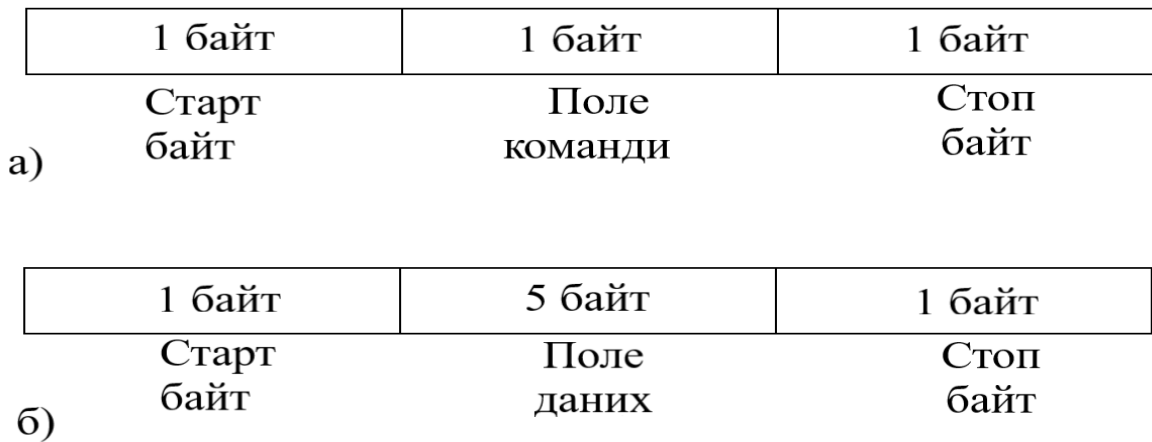 1 байт 1 байт 1 байт
Старт Поле Стоп
байт команди байт
а)
1 байт 5 байт 1 байт
Старт Поле Стоп
байт даних байт
б)